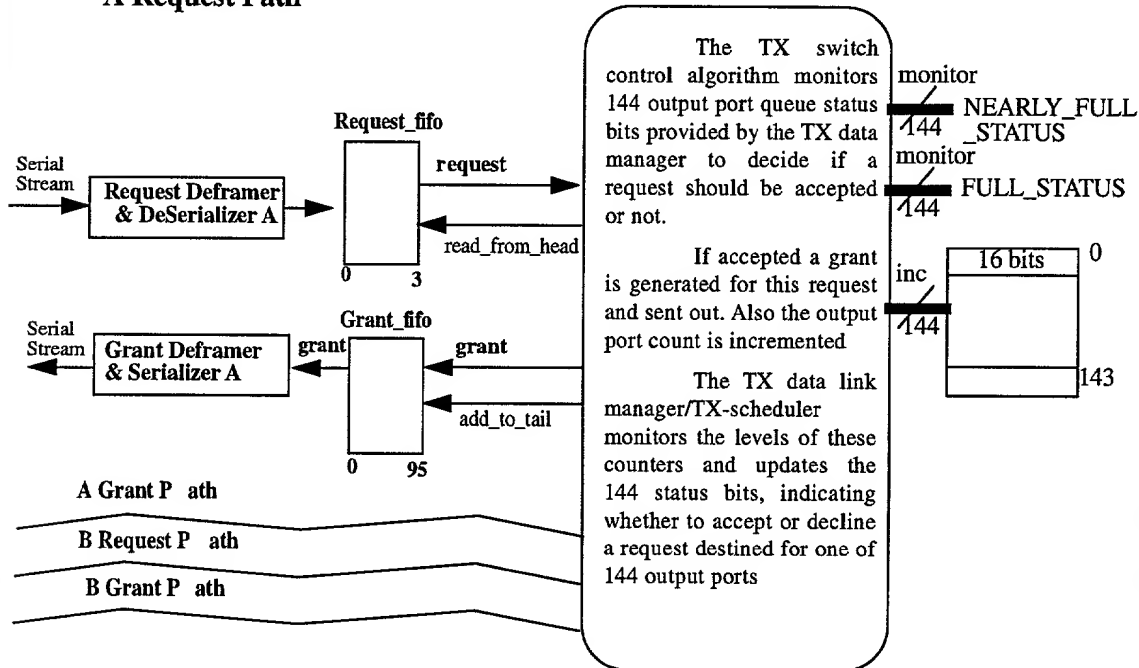 A Request Path
Serial
Stream
Request Deframer
& DeSerializer A
Request_fifo
0 3
request
read_from_head
Serial
Stream
Grant Deframer
& Serializer A
grant
Grant_fifo
0 95
grant
add_to_tail
A Grant P ath
B Request P ath
B Grant P ath
The TX switch
control algorithm monitors
144 output port queue status
bits provided by the TX data
manager to decide if a
request should be accepted
or not.
If accepted a grant
is generated for this request
and sent out. Also the output
port count is incremented
The TX data link
manager/TX-scheduler
monitors the levels of these
counters and updates the
144 status bits, indicating
whether to accept or decline
a request destined for one of
144 output ports
monitor
144
NEARLY_FULL
_STATUS
monitor
144
FULL_STATUS
inc
144
16 bits
0
143